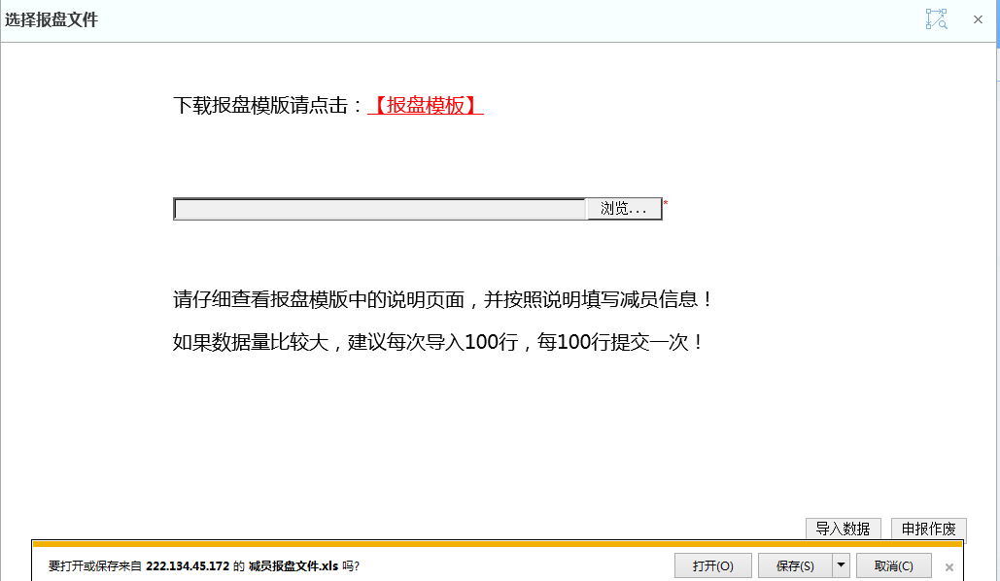 选择报盘文件
下载报盘模版请点击：【报盘模板】
浏览... *
请仔细查看报盘模版中的说明页面，并按照说明填写减员信息！
如果数据量比较大，建议每次导入100行，每100行提交一次！
导入数据 申报作废
要打开或保存来自 222.134.45.172 的 减员报盘文件.xls 吗? 打开(O) 保存(S) 取消(C)